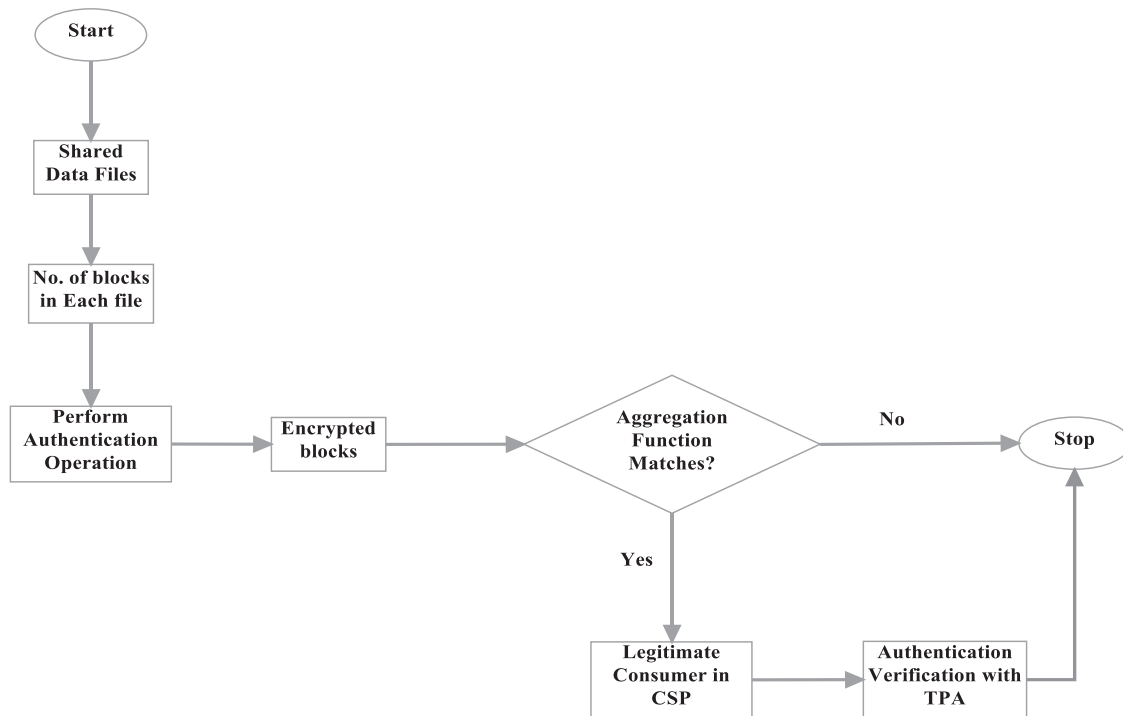 Start
Shared
Data Files
No. of blocks
in Each file
Perform
Authentication
Operation
Encrypted
blocks
Aggregation
Function
Matches?
No
Stop
Yes
Legitimate
Consumer in
CSP
Authentication
Verification with
TPA